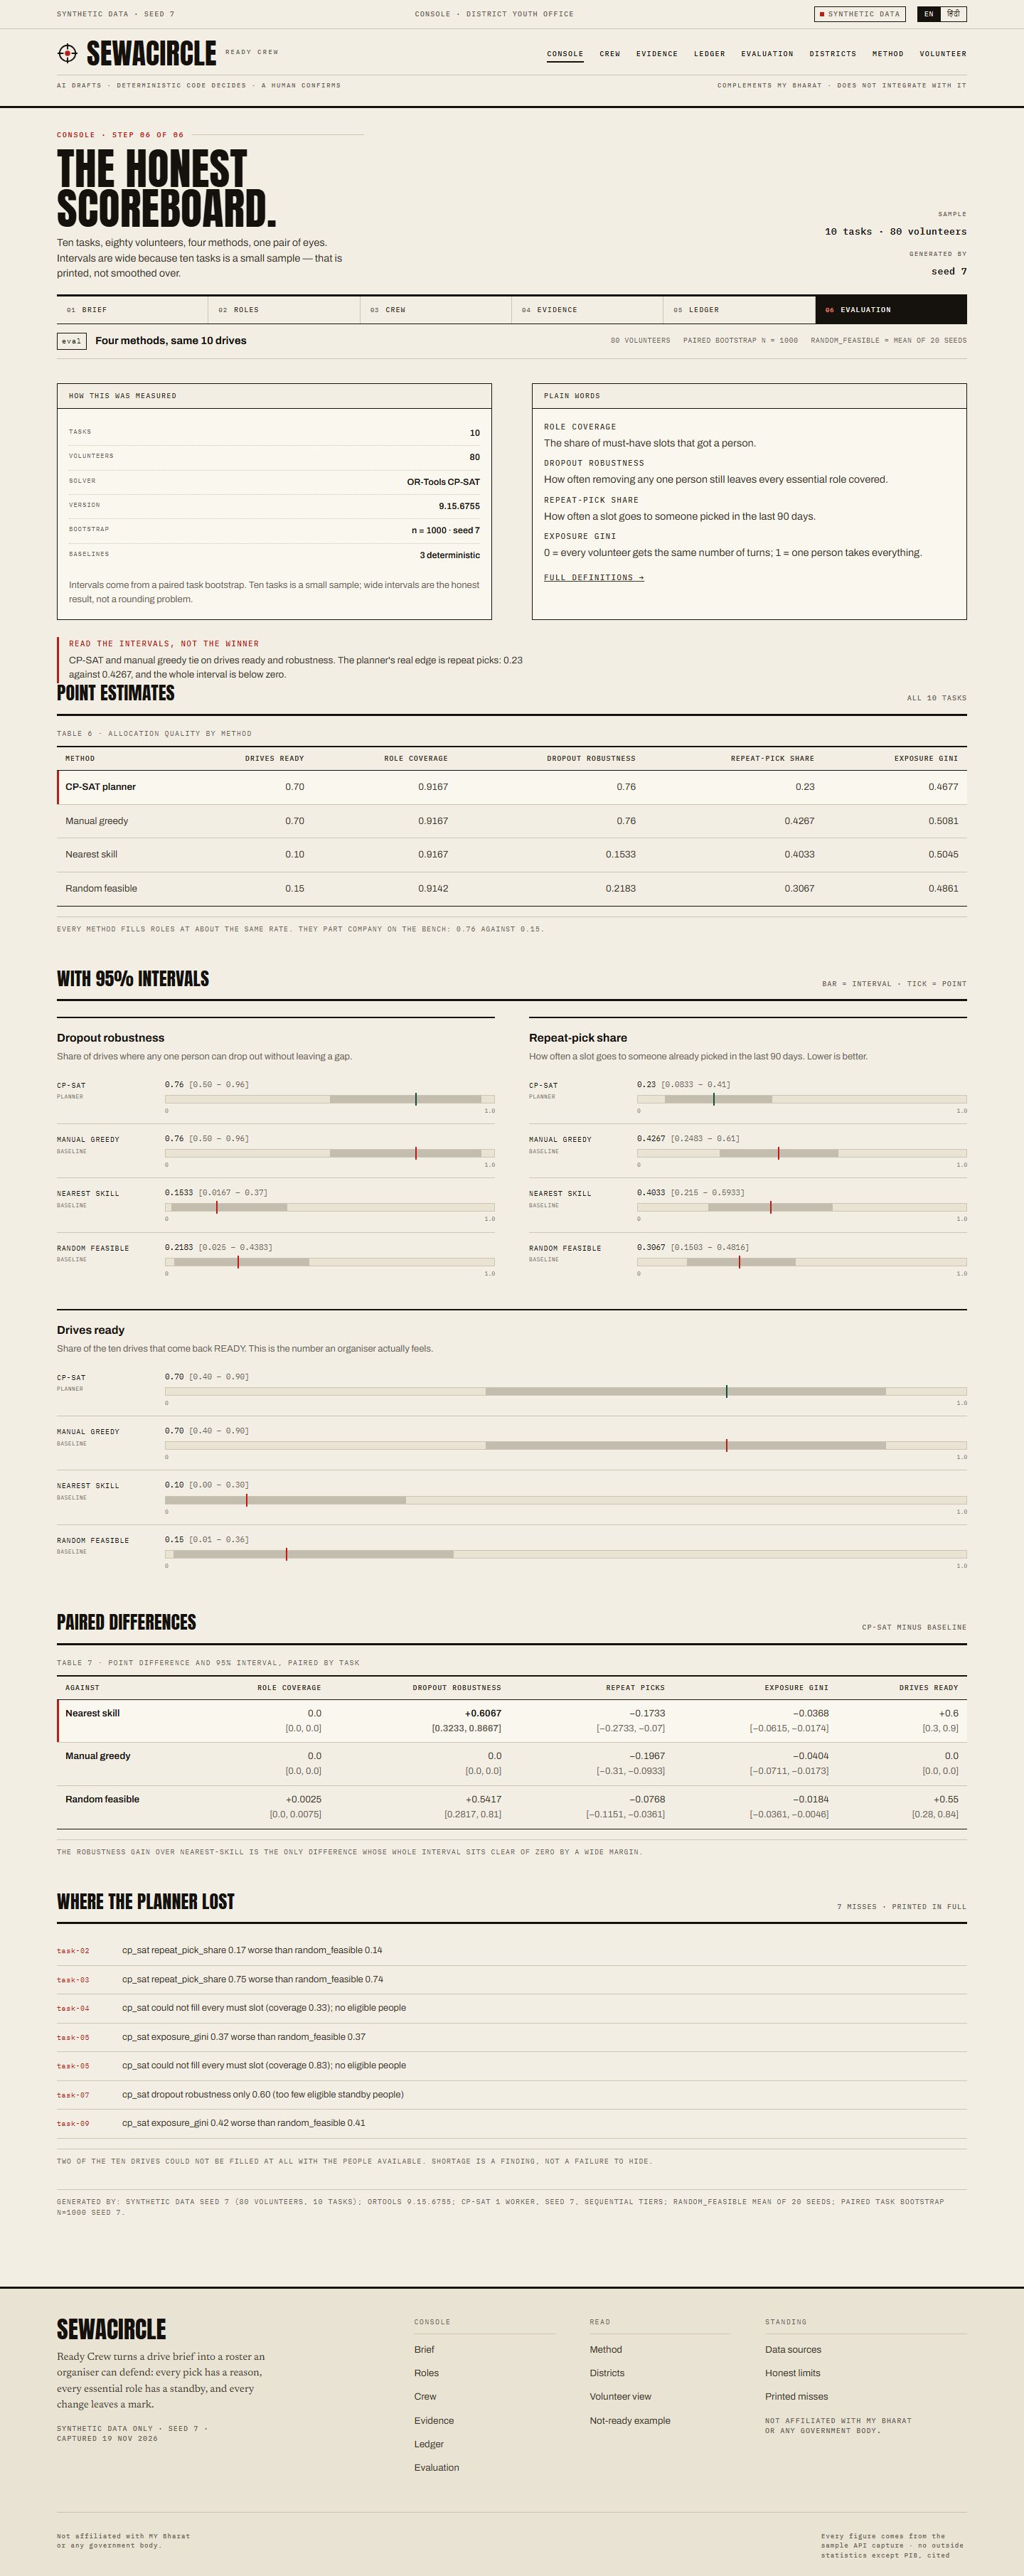 SYNTHETIC DATA · SEED 7
CONSOLE · DISTRICT YOUTH OFFICE
SYNTHETIC DATA
EN
हिंदी
SEWACIRCLE
READY CREW
CONSOLE CREW EVIDENCE LEDGER EVALUATION DISTRICTS METHOD VOLUNTEER
AI DRAFTS · DETERMINISTIC CODE DECIDES · A HUMAN CONFIRMS
COMPLEMENTS MY BHARAT · DOES NOT INTEGRATE WITH IT
CONSOLE · STEP 06 OF 06
THE HONEST
SCOREBOARD.
Ten tasks, eighty volunteers, four methods, one pair of eyes.
Intervals are wide because ten tasks is a small sample — that is
printed, not smoothed over.
SAMPLE
10 tasks · 80 volunteers
GENERATED BY
seed 7
01 BRIEF
02 ROLES
03 CREW
04 EVIDENCE
05 LEDGER
06 EVALUATION
eval
Four methods, same 10 drives
80 VOLUNTEERS PAIRED BOOTSTRAP N = 1000 RANDOM_FEASIBLE = MEAN OF 20 SEEDS
HOW THIS WAS MEASURED
TASKS 10
VOLUNTEERS 80
SOLVER OR-Tools CP-SAT
VERSION 9.15.6755
BOOTSTRAP n = 1000 · seed 7
BASELINES 3 deterministic
Intervals come from a paired task bootstrap. Ten tasks is a small sample; wide intervals are the honest
result, not a rounding problem.
PLAIN WORDS
ROLE COVERAGE
The share of must-have slots that got a person.
DROPOUT ROBUSTNESS
How often removing any one person still leaves every essential role covered.
REPEAT-PICK SHARE
How often a slot goes to someone picked in the last 90 days.
EXPOSURE GINI
0 = every volunteer gets the same number of turns; 1 = one person takes everything.
FULL DEFINITIONS →
READ THE INTERVALS, NOT THE WINNER
CP-SAT and manual greedy tie on drives ready and robustness. The planner's real edge is repeat picks: 0.23
against 0.4267, and the whole interval is below zero.
POINT ESTIMATES
ALL 10 TASKS
TABLE 6 · ALLOCATION QUALITY BY METHOD
METHOD DRIVES READY ROLE COVERAGE DROPOUT ROBUSTNESS REPEAT-PICK SHARE EXPOSURE GINI
CP-SAT planner 0.70 0.9167 0.76 0.23 0.4677
Manual greedy 0.70 0.9167 0.76 0.4267 0.5081
Nearest skill 0.10 0.9167 0.1533 0.4033 0.5045
Random feasible 0.15 0.9142 0.2183 0.3067 0.4861
EVERY METHOD FILLS ROLES AT ABOUT THE SAME RATE. THEY PART COMPANY ON THE BENCH: 0.76 AGAINST 0.15.
WITH 95% INTERVALS
BAR = INTERVAL · TICK = POINT
Dropout robustness
Share of drives where any one person can drop out without leaving a gap.
CP-SAT
PLANNER
0.76 [0.50 – 0.96]
0 1.0
MANUAL GREEDY
BASELINE
0.76 [0.50 – 0.96]
0 1.0
NEAREST SKILL
BASELINE
0.1533 [0.0167 – 0.37]
0 1.0
RANDOM FEASIBLE
BASELINE
0.2183 [0.025 – 0.4383]
0 1.0
Repeat-pick share
How often a slot goes to someone already picked in the last 90 days. Lower is better.
CP-SAT
PLANNER
0.23 [0.0833 – 0.41]
0 1.0
MANUAL GREEDY
BASELINE
0.4267 [0.2483 – 0.61]
0 1.0
NEAREST SKILL
BASELINE
0.4033 [0.215 – 0.5933]
0 1.0
RANDOM FEASIBLE
BASELINE
0.3067 [0.1503 – 0.4816]
0 1.0
Drives ready
Share of the ten drives that come back READY. This is the number an organiser actually feels.
CP-SAT
PLANNER
0.70 [0.40 – 0.90]
0 1.0
MANUAL GREEDY
BASELINE
0.70 [0.40 – 0.90]
0 1.0
NEAREST SKILL
BASELINE
0.10 [0.00 – 0.30]
0 1.0
RANDOM FEASIBLE
BASELINE
0.15 [0.01 – 0.36]
0 1.0
PAIRED DIFFERENCES
CP-SAT MINUS BASELINE
TABLE 7 · POINT DIFFERENCE AND 95% INTERVAL, PAIRED BY TASK
AGAINST ROLE COVERAGE DROPOUT ROBUSTNESS REPEAT PICKS EXPOSURE GINI DRIVES READY
Nearest skill 0.0 +0.6067 −0.1733 −0.0368 +0.6
[0.0, 0.0] [0.3233, 0.8667] [−0.2733, −0.07] [−0.0615, −0.0174] [0.3, 0.9]
Manual greedy 0.0 0.0 −0.1967 −0.0404 0.0
[0.0, 0.0] [0.0, 0.0] [−0.31, −0.0933] [−0.0711, −0.0173] [0.0, 0.0]
Random feasible +0.0025 +0.5417 −0.0768 −0.0184 +0.55
[0.0, 0.0075] [0.2817, 0.81] [−0.1151, −0.0361] [−0.0361, −0.0046] [0.28, 0.84]
THE ROBUSTNESS GAIN OVER NEAREST-SKILL IS THE ONLY DIFFERENCE WHOSE WHOLE INTERVAL SITS CLEAR OF ZERO BY A WIDE MARGIN.
WHERE THE PLANNER LOST
7 MISSES · PRINTED IN FULL
task-02 cp_sat repeat_pick_share 0.17 worse than random_feasible 0.14
task-03 cp_sat repeat_pick_share 0.75 worse than random_feasible 0.74
task-04 cp_sat could not fill every must slot (coverage 0.33); no eligible people
task-05 cp_sat exposure_gini 0.37 worse than random_feasible 0.37
task-05 cp_sat could not fill every must slot (coverage 0.83); no eligible people
task-07 cp_sat dropout robustness only 0.60 (too few eligible standby people)
task-09 cp_sat exposure_gini 0.42 worse than random_feasible 0.41
TWO OF THE TEN DRIVES COULD NOT BE FILLED AT ALL WITH THE PEOPLE AVAILABLE. SHORTAGE IS A FINDING, NOT A FAILURE TO HIDE.
GENERATED BY: SYNTHETIC DATA SEED 7 (80 VOLUNTEERS, 10 TASKS); ORTOOLS 9.15.6755; CP-SAT 1 WORKER, SEED 7, SEQUENTIAL TIERS; RANDOM_FEASIBLE MEAN OF 20 SEEDS; PAIRED TASK BOOTSTRAP
N=1000 SEED 7.
SEWACIRCLE
Ready Crew turns a drive brief into a roster an
organiser can defend: every pick has a reason,
every essential role has a standby, and every
change leaves a mark.
SYNTHETIC DATA ONLY · SEED 7 ·
CAPTURED 19 NOV 2026
CONSOLE
Brief
Roles
Crew
Evidence
Ledger
Evaluation
READ
Method
Districts
Volunteer view
Not-ready example
STANDING
Data sources
Honest limits
Printed misses
NOT AFFILIATED WITH MY BHARAT
OR ANY GOVERNMENT BODY.
Not affiliated with MY Bharat
or any government body.
Every figure comes from the
sample API capture · no outside
statistics except PIB, cited